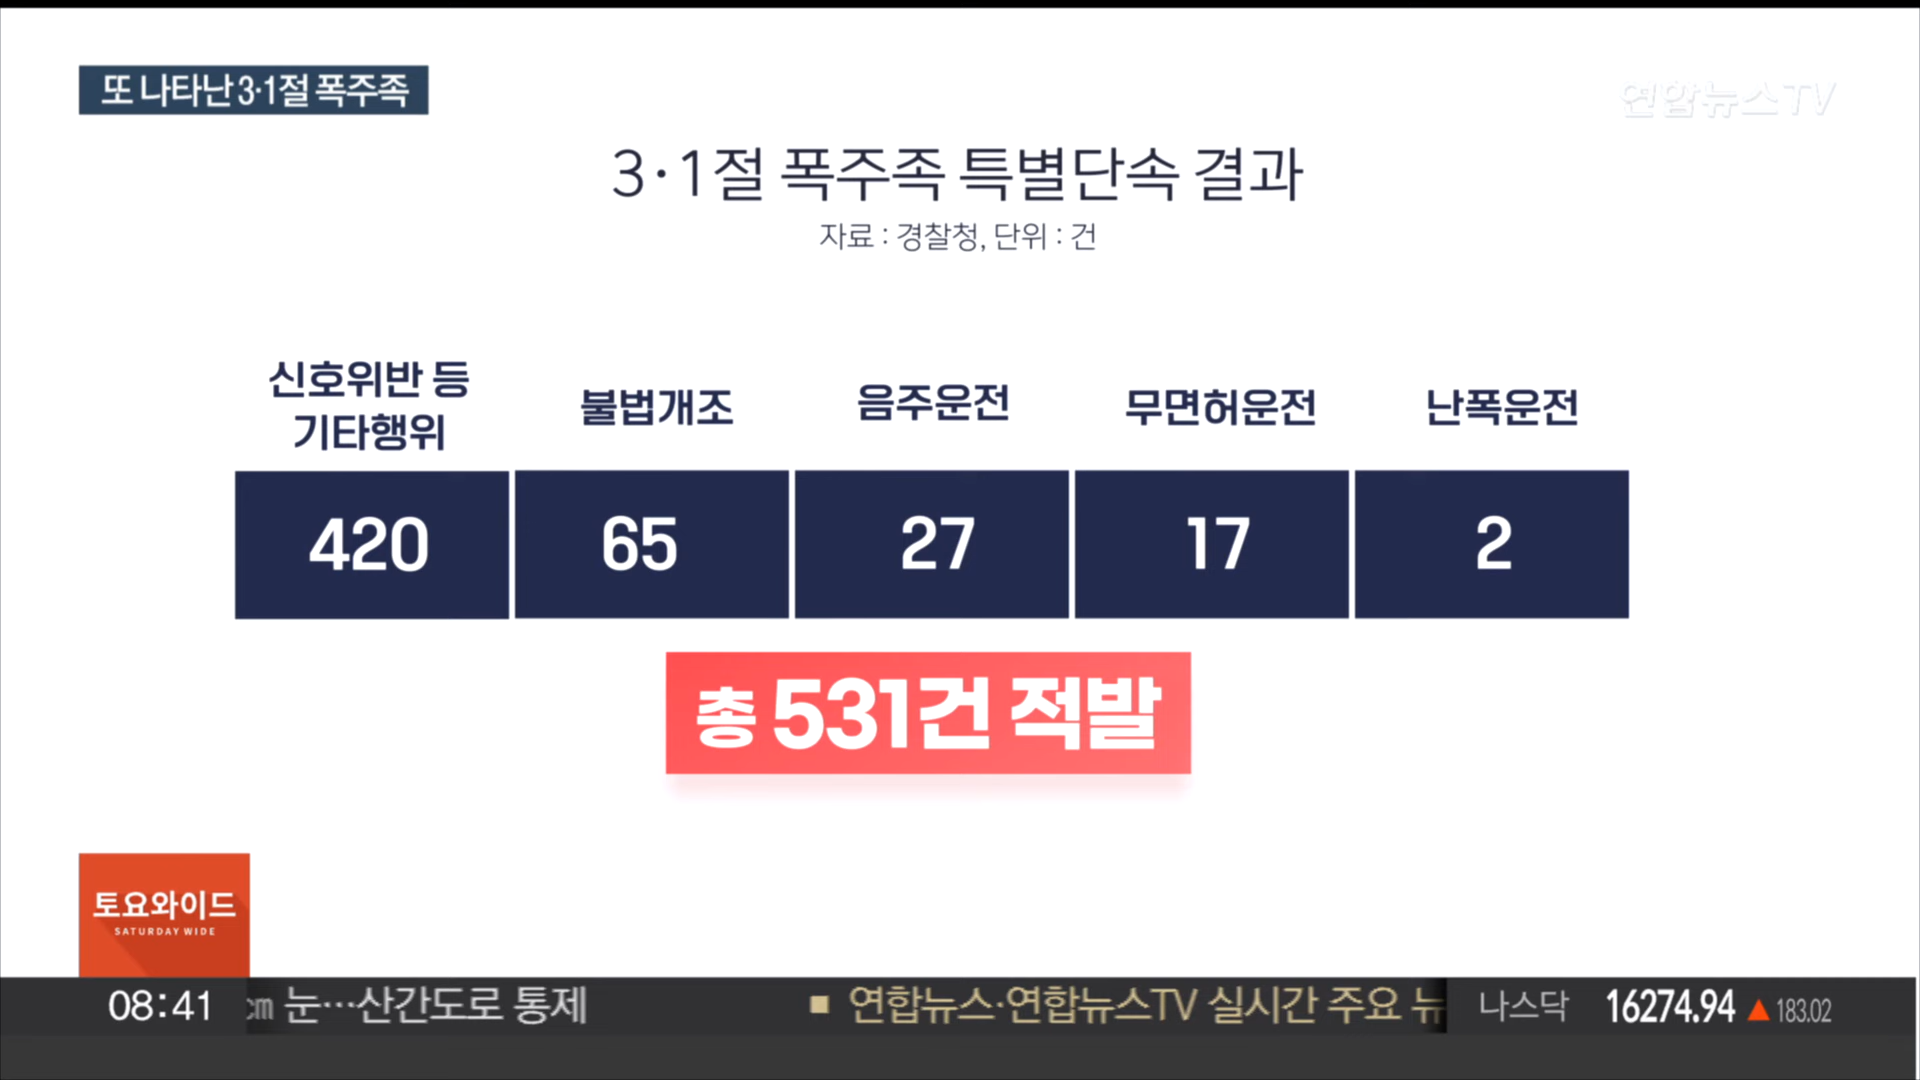 또 나타난 3·1절 폭주족
연합뉴스TV
3·1절 폭주족 특별단속 결과
자료 : 경찰청, 단위 : 건
신호위반 등
기타행위
불법개조
음주운전
무면허운전
난폭운전
420
65
27
17
2
총 531건 적발
토요와이드
SATURDAY WIDE
08:41
cm 눈…산간도로 통제
■ 연합뉴스·연합뉴스TV 실시간 주요 뉴
나스닥 16274.94 ▲ 183.02